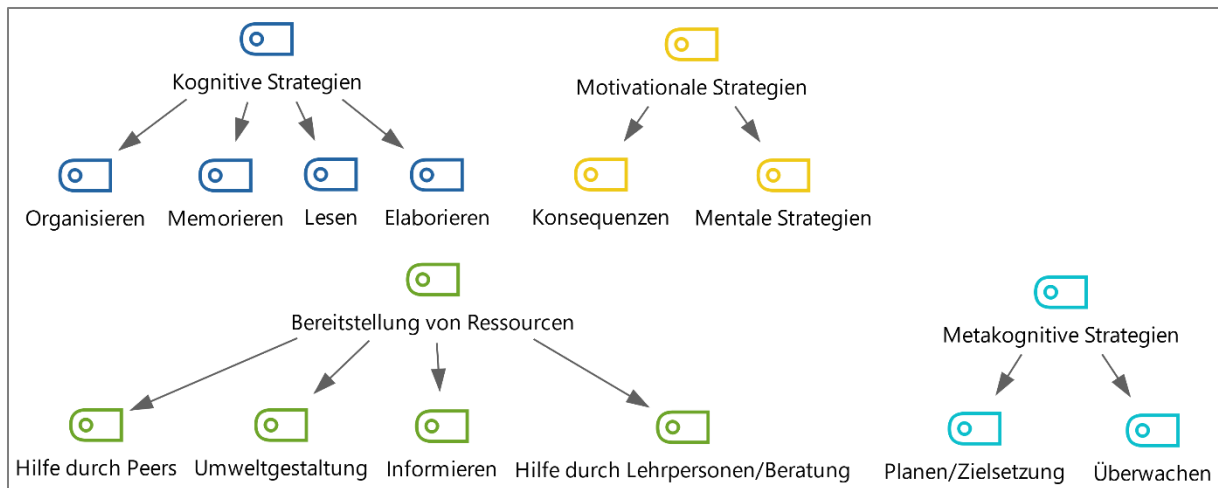 Kognitive Strategien
Motivationale Strategien
Organisieren
Memorieren
Lesen
Elaborieren
Konsequenzen
Mentale Strategien
Bereitstellung von Ressourcen
Metakognitive Strategien
Hilfe durch Peers
Umweltgestaltung
Informieren
Hilfe durch Lehrpersonen/Beratung
Planen/Zielsetzung
Überwachen